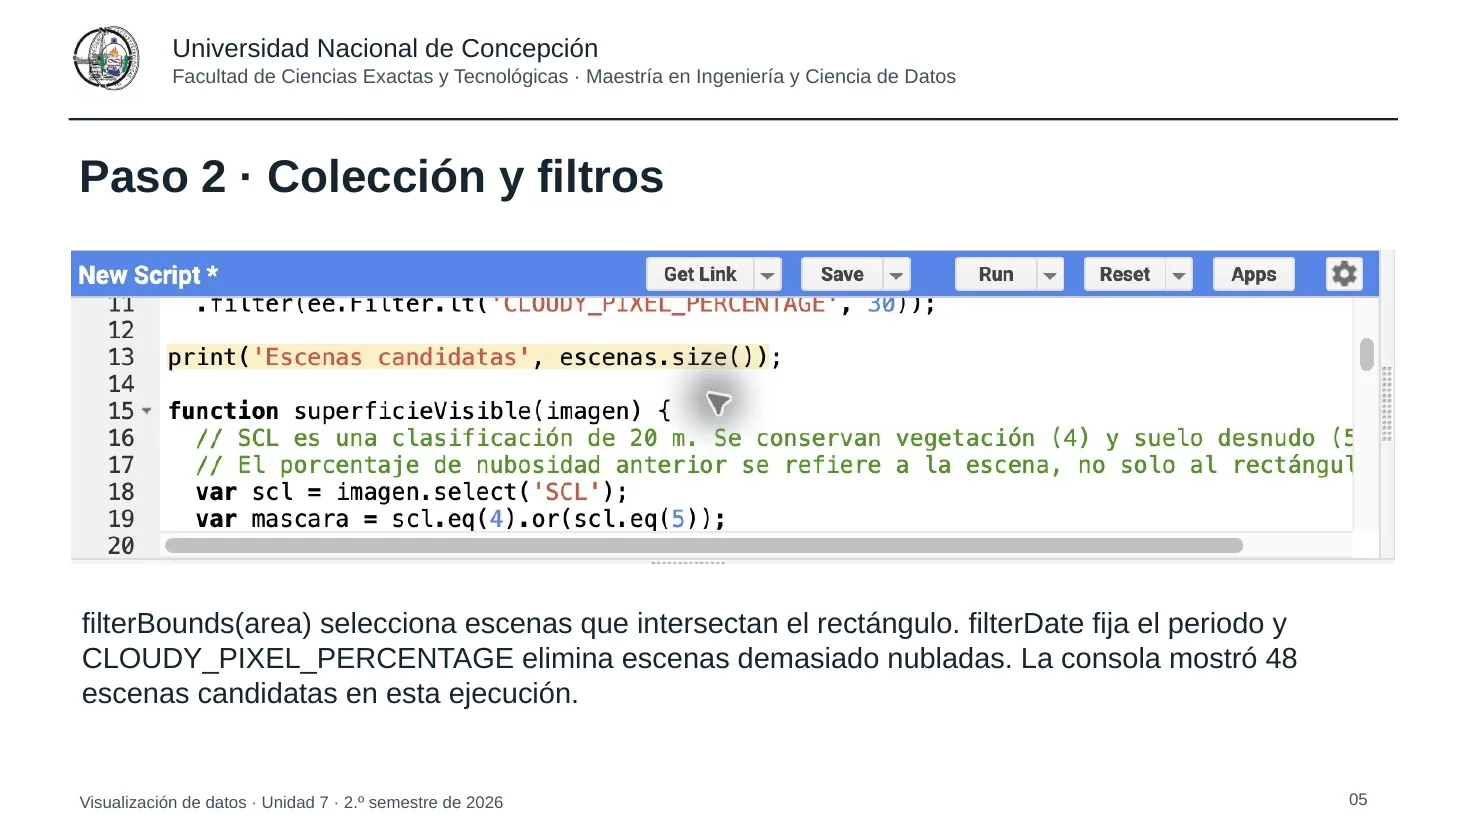 Universidad Nacional de Concepción
Facultad de Ciencias Exactas y Tecnológicas · Maestría en Ingeniería y Ciencia de Datos
Paso 2 · Colección y filtros
New Script *
Get Link
Save
Run
Reset
Apps
11 .filter(ee.Filter.lt('CLOUDY_PIXEL_PERCENTAGE', 30));
12
13 print('Escenas candidatas', escenas.size());
14
15 function superficieVisible(imagen) {
16 // SCL es una clasificación de 20 m. Se conservan vegetación (4) y suelo desnudo (5
17 // El porcentaje de nubosidad anterior se refiere a la escena, no solo al rectángul
18 var scl = imagen.select('SCL');
19 var mascara = scl.eq(4).or(scl.eq(5));
20
filterBounds(area) selecciona escenas que intersectan el rectángulo. filterDate fija el periodo y
CLOUDY_PIXEL_PERCENTAGE elimina escenas demasiado nubladas. La consola mostró 48
escenas candidatas en esta ejecución.
Visualización de datos · Unidad 7 · 2.º semestre de 2026
05